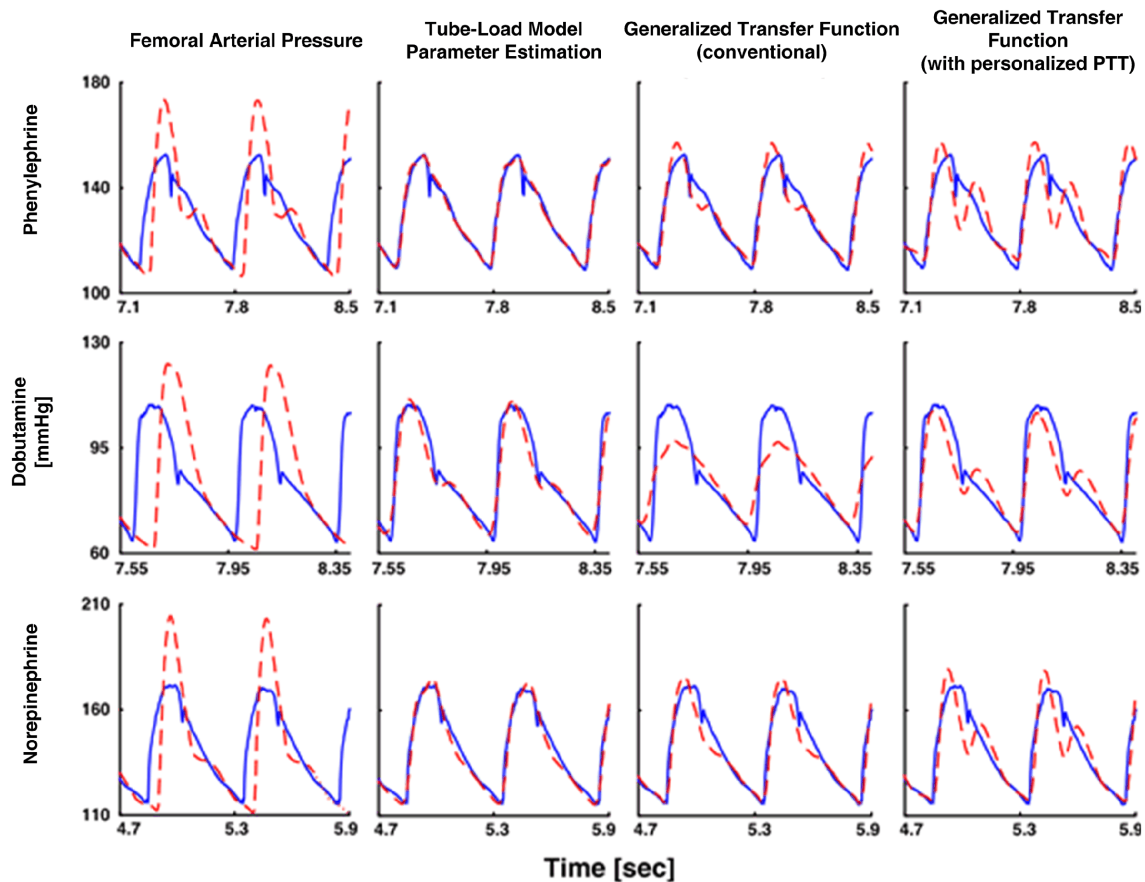 Femoral Arterial Pressure
Tube-Load Model
Parameter Estimation
Generalized Transfer Function
(conventional)
Generalized Transfer
Function
(with personalized PTT)
Phenylephrine
180
140
100
7.1 7.8 8.5
7.1 7.8 8.5
7.1 7.8 8.5
7.1 7.8 8.5
Dobutamine
[mmHg]
130
95
60
7.55 7.95 8.35
7.55 7.95 8.35
7.55 7.95 8.35
7.55 7.95 8.35
Norepinephrine
210
160
110
4.7 5.3 5.9
4.7 5.3 5.9
4.7 5.3 5.9
4.7 5.3 5.9
Time [sec]